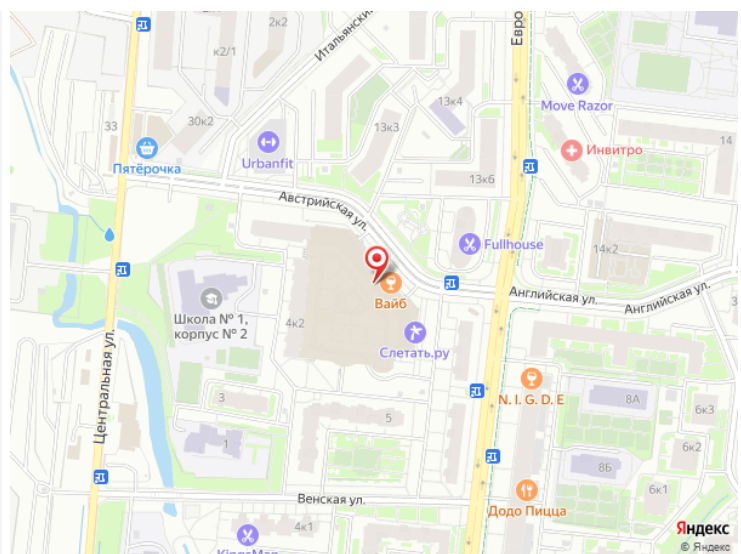 2к2
к2/1
Итальянски
Евро
13к4
Move Razor
33
30к2
13к3
Urbanfit
Инвитро
14
Пятёрочка
13к6
Австрийская ул.
Fullhouse
14к2
Английская ул.
Английская ул.
Вайб
Школа № 1,
корпус № 2
4к2
Слетать.ру
Центральная ул.
3
N. I. G. D. E
8А
6к3
5
1
6к2
8Б
6к1
Венская ул.
Додо Пицца
4к1
KingsMan
Яндекс
© Яндекс